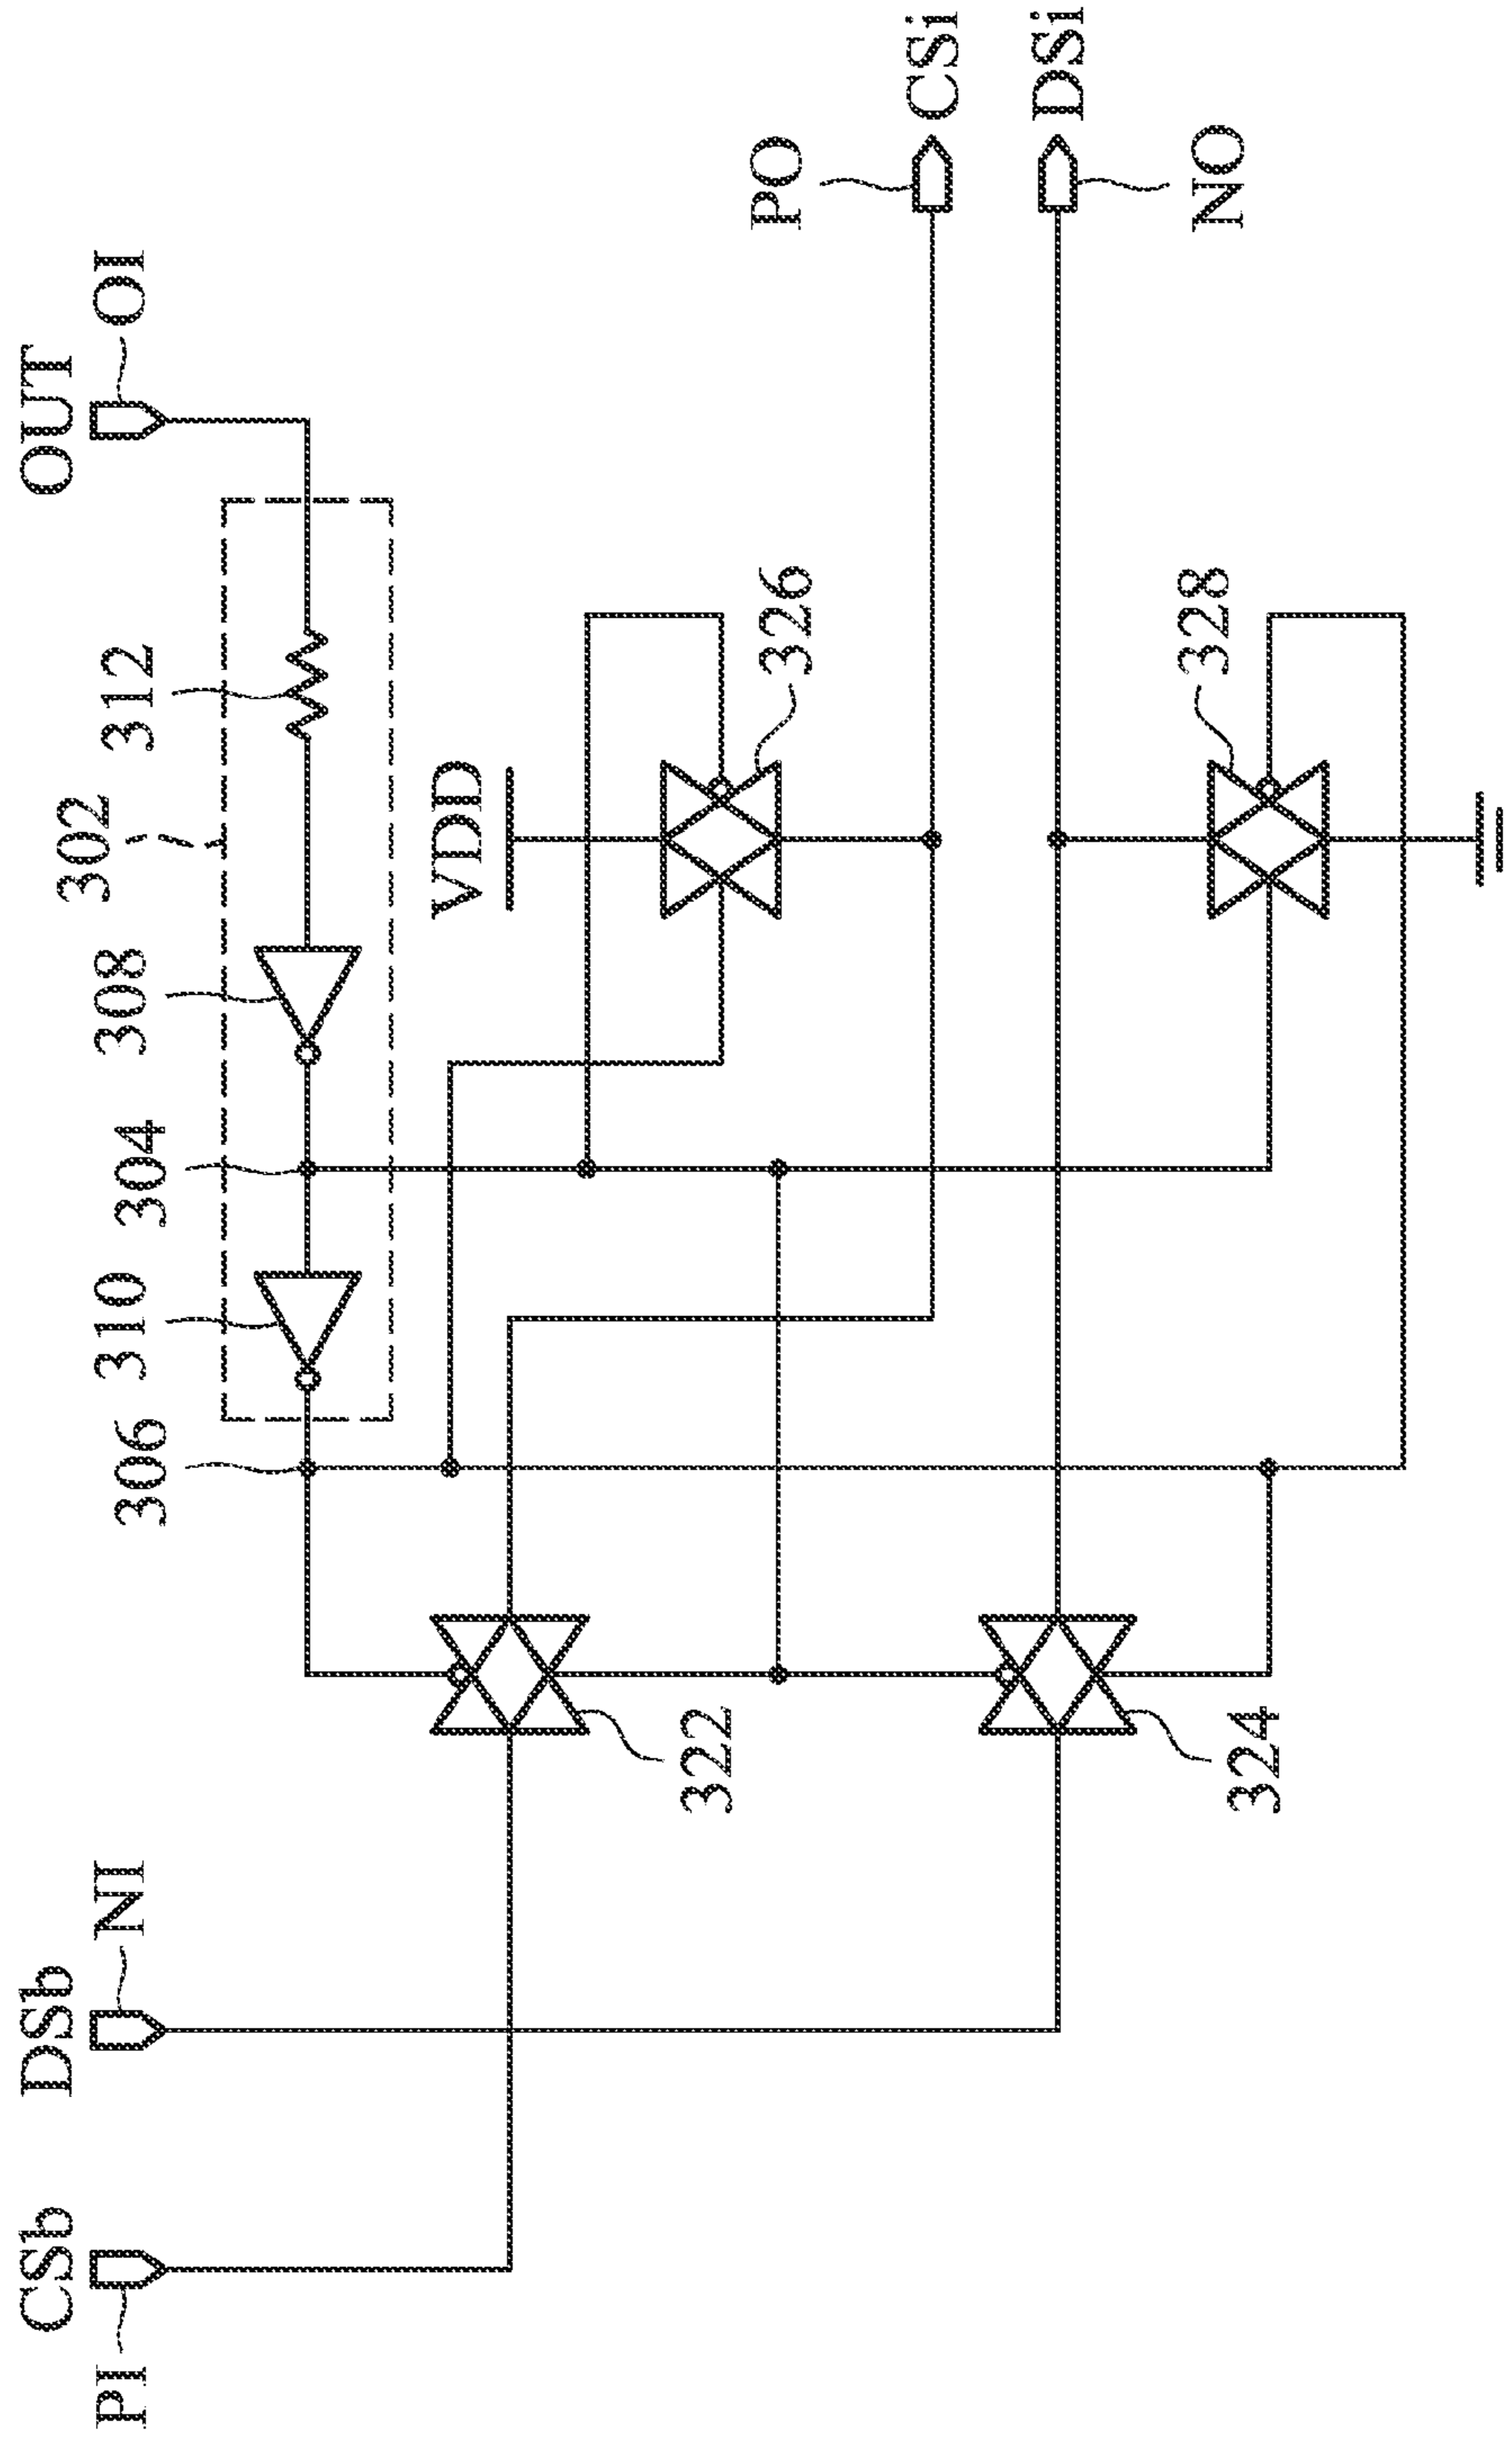 CSb
PI
DSb
NI
OUT
OI
302
306
310
304
308
312
VDD
322
326
324
328
PO
CSi
DSi
NO